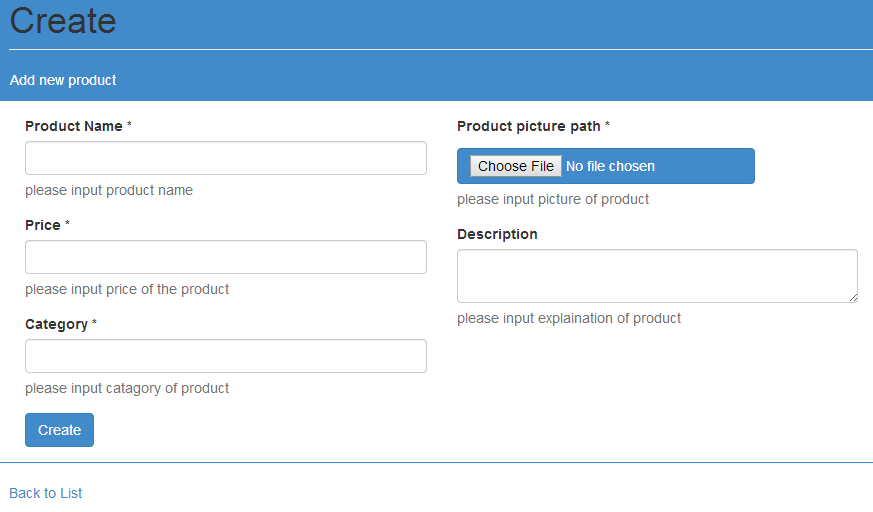 Create
Add new product
Product Name *
please input product name
Price *
please input price of the product
Category *
please input catagory of product
Create
Product picture path *
Choose File No file chosen
please input picture of product
Description
please input explaination of product
Back to List